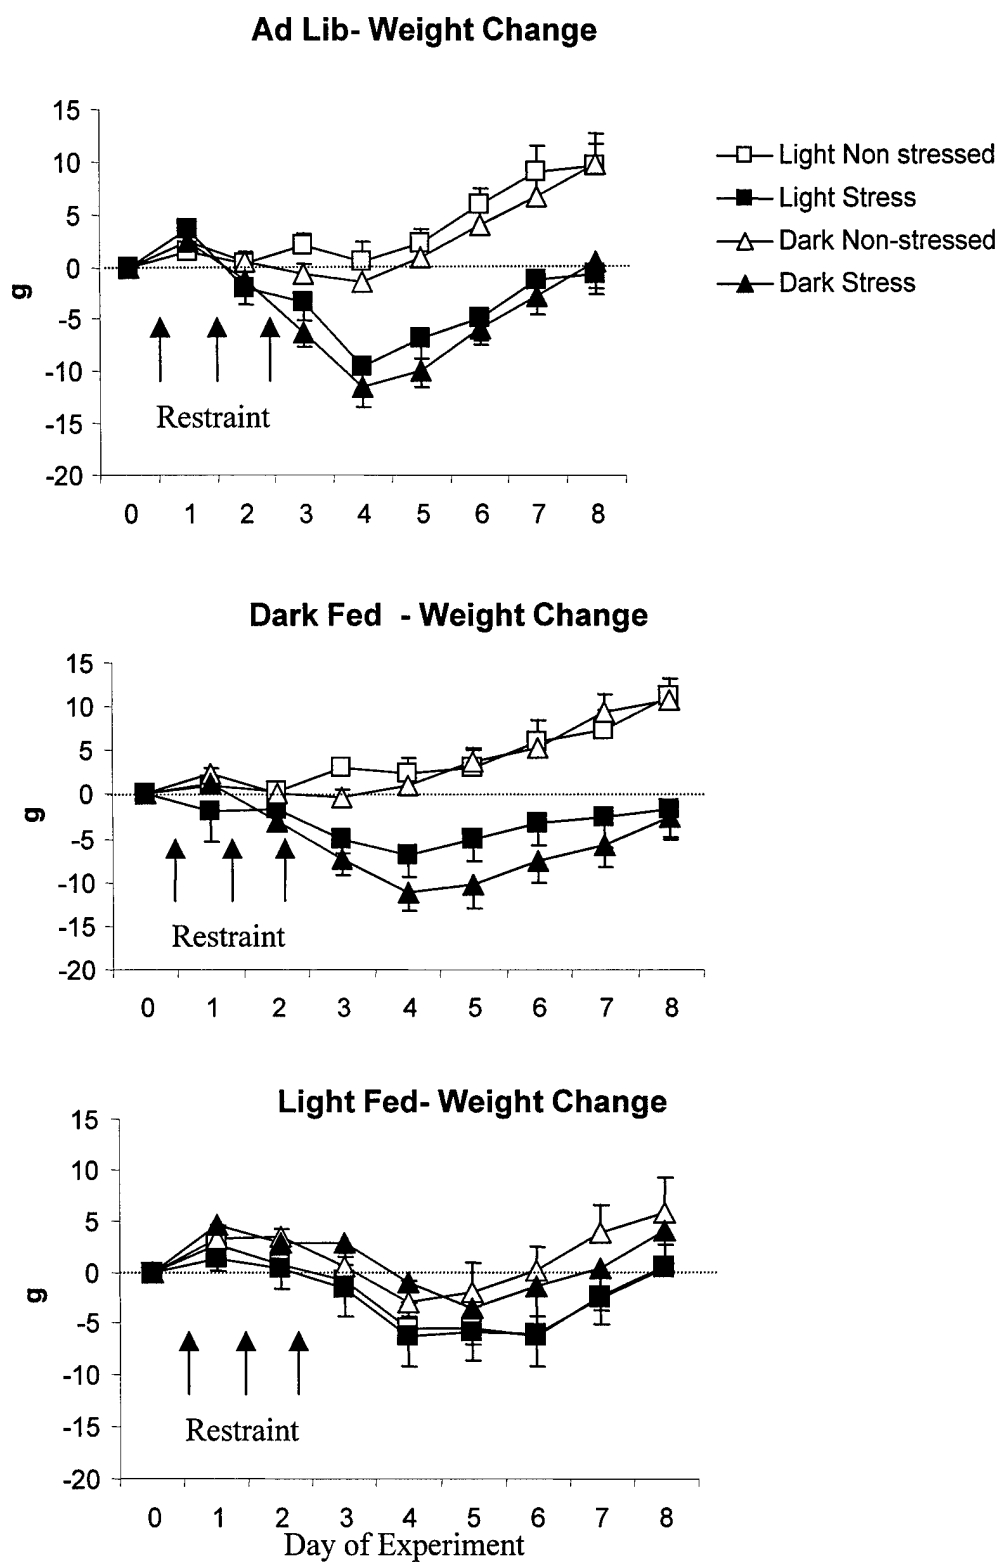 Ad Lib- Weight Change
15
10
5
0
-5
-10
-15
-20
g
Restraint
0 1 2 3 4 5 6 7 8
Light Non stressed
Light Stress
Dark Non-stressed
Dark Stress
Dark Fed - Weight Change
15
10
5
0
-5
-10
-15
-20
g
Restraint
0 1 2 3 4 5 6 7 8
Light Fed- Weight Change
15
10
5
0
-5
-10
-15
-20
g
Restraint
0 1 2 3 4 5 6 7 8
Day of Experiment